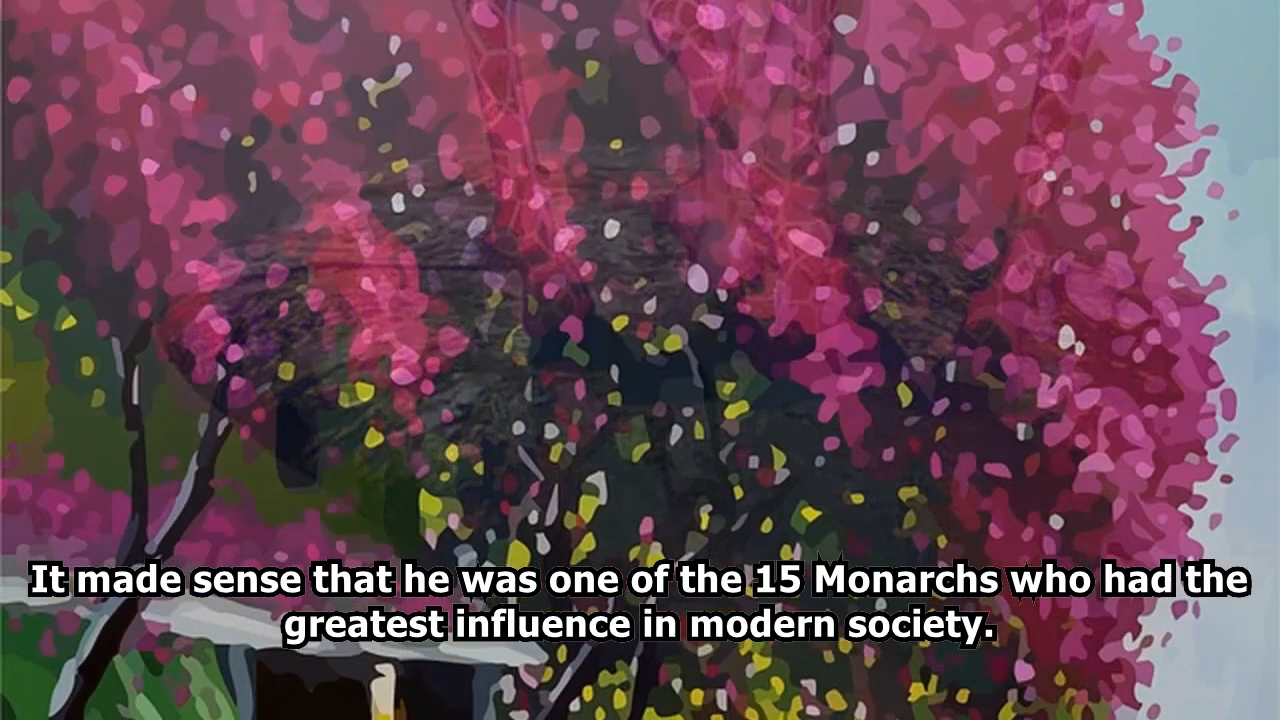 It made sense that he was one of the 15 Monarchs who had the
greatest influence in modern society.